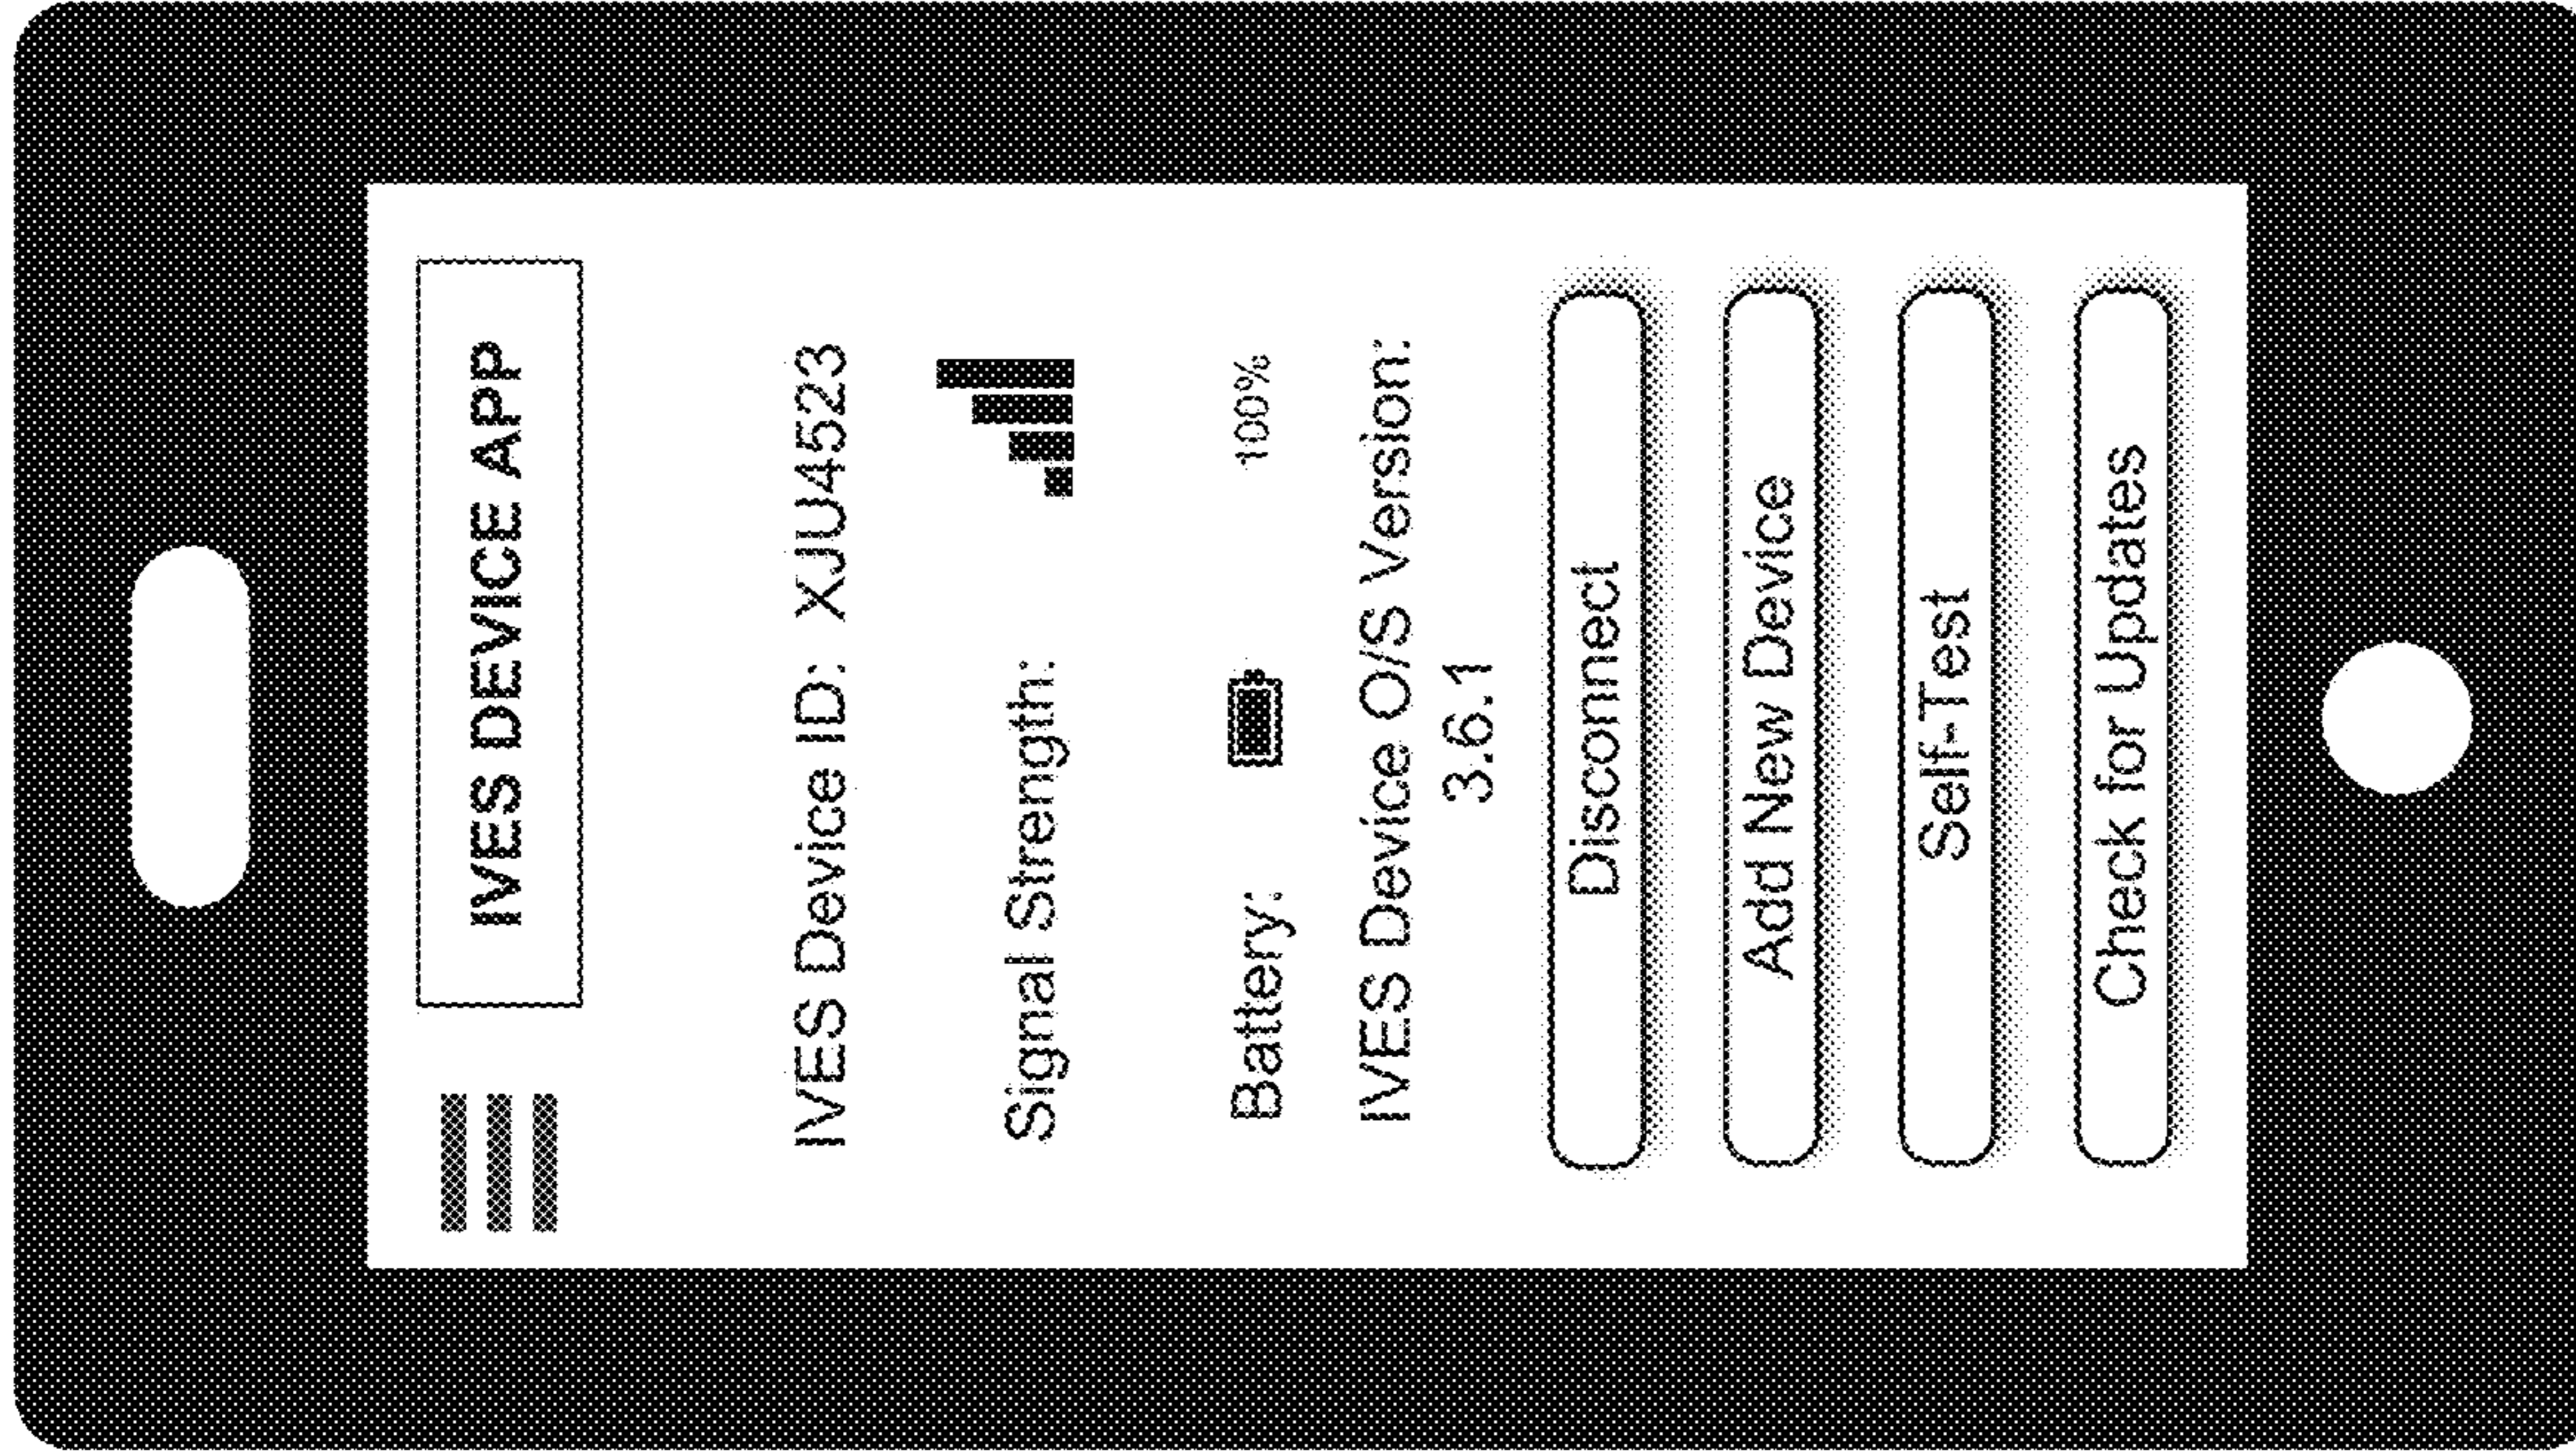 IVES DEVICE APP
IVES Device ID: XJU4523
Signal Strength:
Battery: 100%
IVES Device O/S Version:
3.6.1
Disconnect
Add New Device
Self-Test
Check for Updates